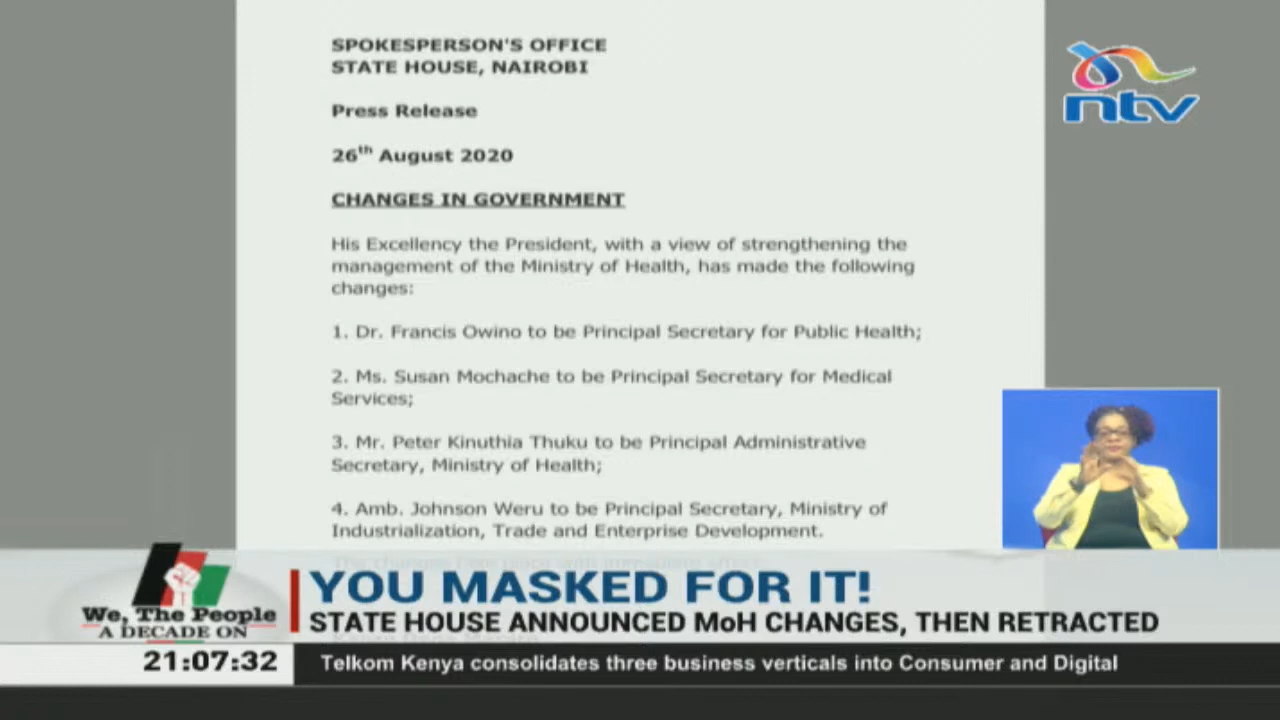 SPOKESPERSON'S OFFICE
STATE HOUSE, NAIROBI
Press Release
26th August 2020
CHANGES IN GOVERNMENT
His Excellency the President, with a view of strengthening the
management of the Ministry of Health, has made the following
changes:
1. Dr. Francis Owino to be Principal Secretary for Public Health;
2. Ms. Susan Mochache to be Principal Secretary for Medical
Services;
3. Mr. Peter Kinuthia Thuku to be Principal Administrative
Secretary, Ministry of Health;
4. Amb. Johnson Weru to be Principal Secretary, Ministry of
Industrialization, Trade and Enterprise Development.
ntv
We, The People
A DECADE ON
YOU MASKED FOR IT!
STATE HOUSE ANNOUNCED MoH CHANGES, THEN RETRACTED
21:07:32
Telkom Kenya consolidates three business verticals into Consumer and Digital